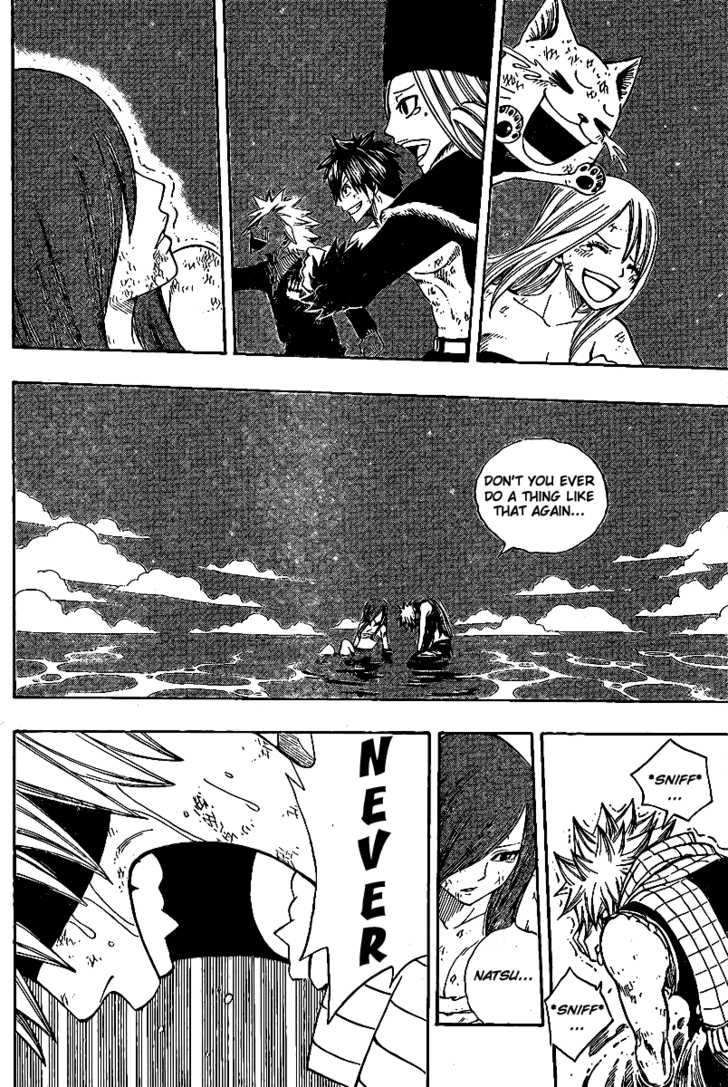 DON'T YOU EVER
DO A THING LIKE
THAT AGAIN...
*SNIFF*
...
*SNIFF*
...
NATSU...
NEVER